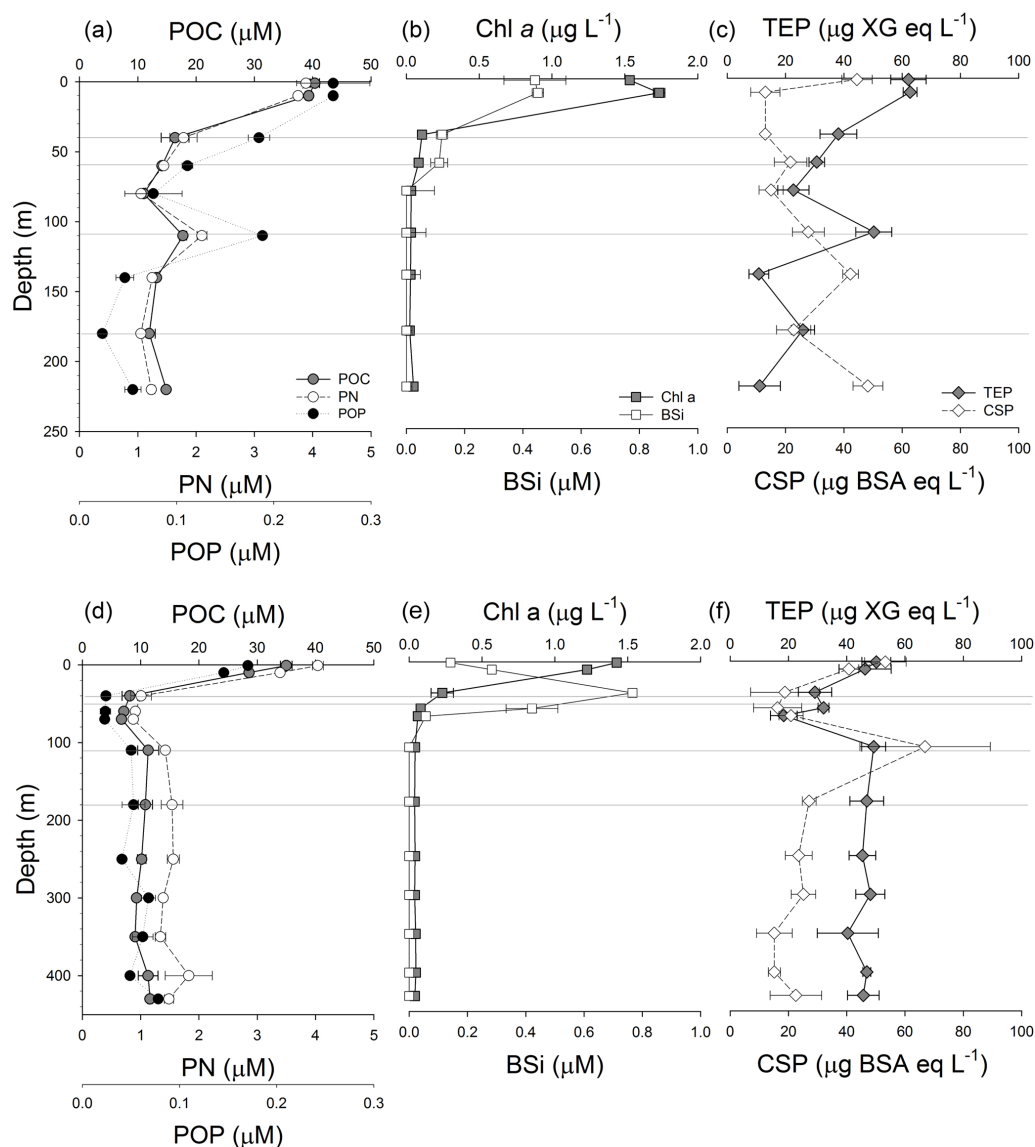 (a) POC (μM)
0 10 20 30 40 50
(b) Chl a (μg L-1)
0.0 0.5 1.0 1.5 2.0
(c) TEP (μg XG eq L-1)
0 20 40 60 80 100
Depth (m)
0
50
100
150
200
250
POC
PN
POP
Chl a
BSi
TEP
CSP
0 1 2 3 4 5
PN (μM)
0.0 0.1 0.2 0.3
POP (μM)
0.0 0.2 0.4 0.6 0.8 1.0
BSi (μM)
0 20 40 60 80 100
CSP (μg BSA eq L-1)
(d) POC (μM)
0 10 20 30 40 50
(e) Chl a (μg L-1)
0.0 0.5 1.0 1.5 2.0
(f) TEP (μg XG eq L-1)
0 20 40 60 80 100
Depth (m)
0
100
200
300
400
0 1 2 3 4 5
PN (μM)
0.0 0.1 0.2 0.3
POP (μM)
0.0 0.2 0.4 0.6 0.8 1.0
BSi (μM)
0 20 40 60 80 100
CSP (μg BSA eq L-1)